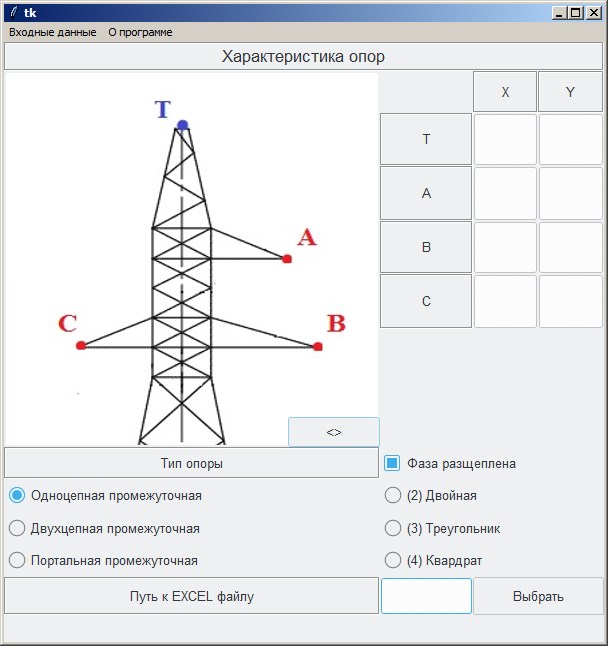 tk
Входные данные О программе
Характеристика опор
X Y
T
T
A
A
B
C
B
C
<>
Тип опоры
Фаза разщеплена
Одноцепная промежуточная
(2) Двойная
Двухцепная промежуточная
(3) Треугольник
Портальная промежуточная
(4) Квардрат
Путь к EXCEL файлу
Выбрать